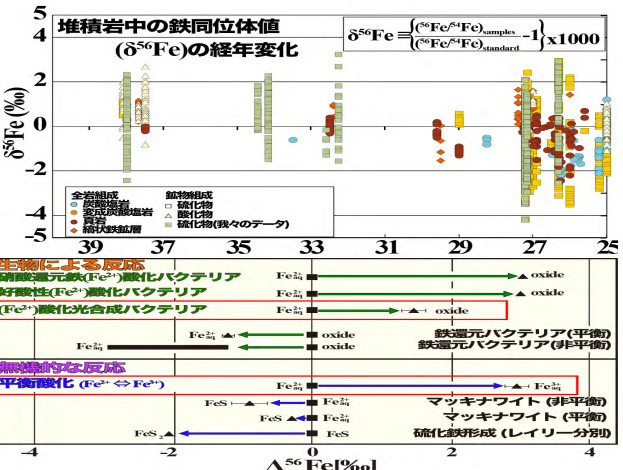 堆積岩中の鉄同位体値
(δ⁵⁶Fe)の経年変化
δ⁵⁶Fe ≡{(⁵⁶Fe/⁵⁴Fe)samples/(⁵⁶Fe/⁵⁴Fe)standard -1}x1000
δ⁵⁶Fe (‰)
5
4
2
0
-2
-4
-5
全岩組成
炭酸塩岩
変成炭酸塩岩
頁岩
縞状鉄鉱層
鉱物組成
硫化物
酸化物
硫化物(我々のデータ)
39 37 35 33 31 29 27 25
生物による反応
硝酸還元鉄(Fe²⁺)酸化バクテリア Fe²⁺aq oxide
好酸性(Fe²⁺)酸化バクテリア Fe²⁺aq oxide
(Fe²⁺)酸化光合成バクテリア Fe²⁺aq oxide
Fe²⁺aq oxide 鉄還元バクテリア(平衡)
Fe²⁺aq oxide 鉄還元バクテリア(非平衡)
無機的な反応
平衡酸化 (Fe²⁺ ⇔ Fe³⁺) Fe²⁺aq Fe³⁺aq
FeS Fe²⁺aq マッキナワイト (非平衡)
FeS Fe²⁺aq マッキナワイト (平衡)
FeS₂ FeS 硫化鉄形成 (レイリー分別)
-4 -2 0 2 4
Δ⁵⁶Fe[‰]